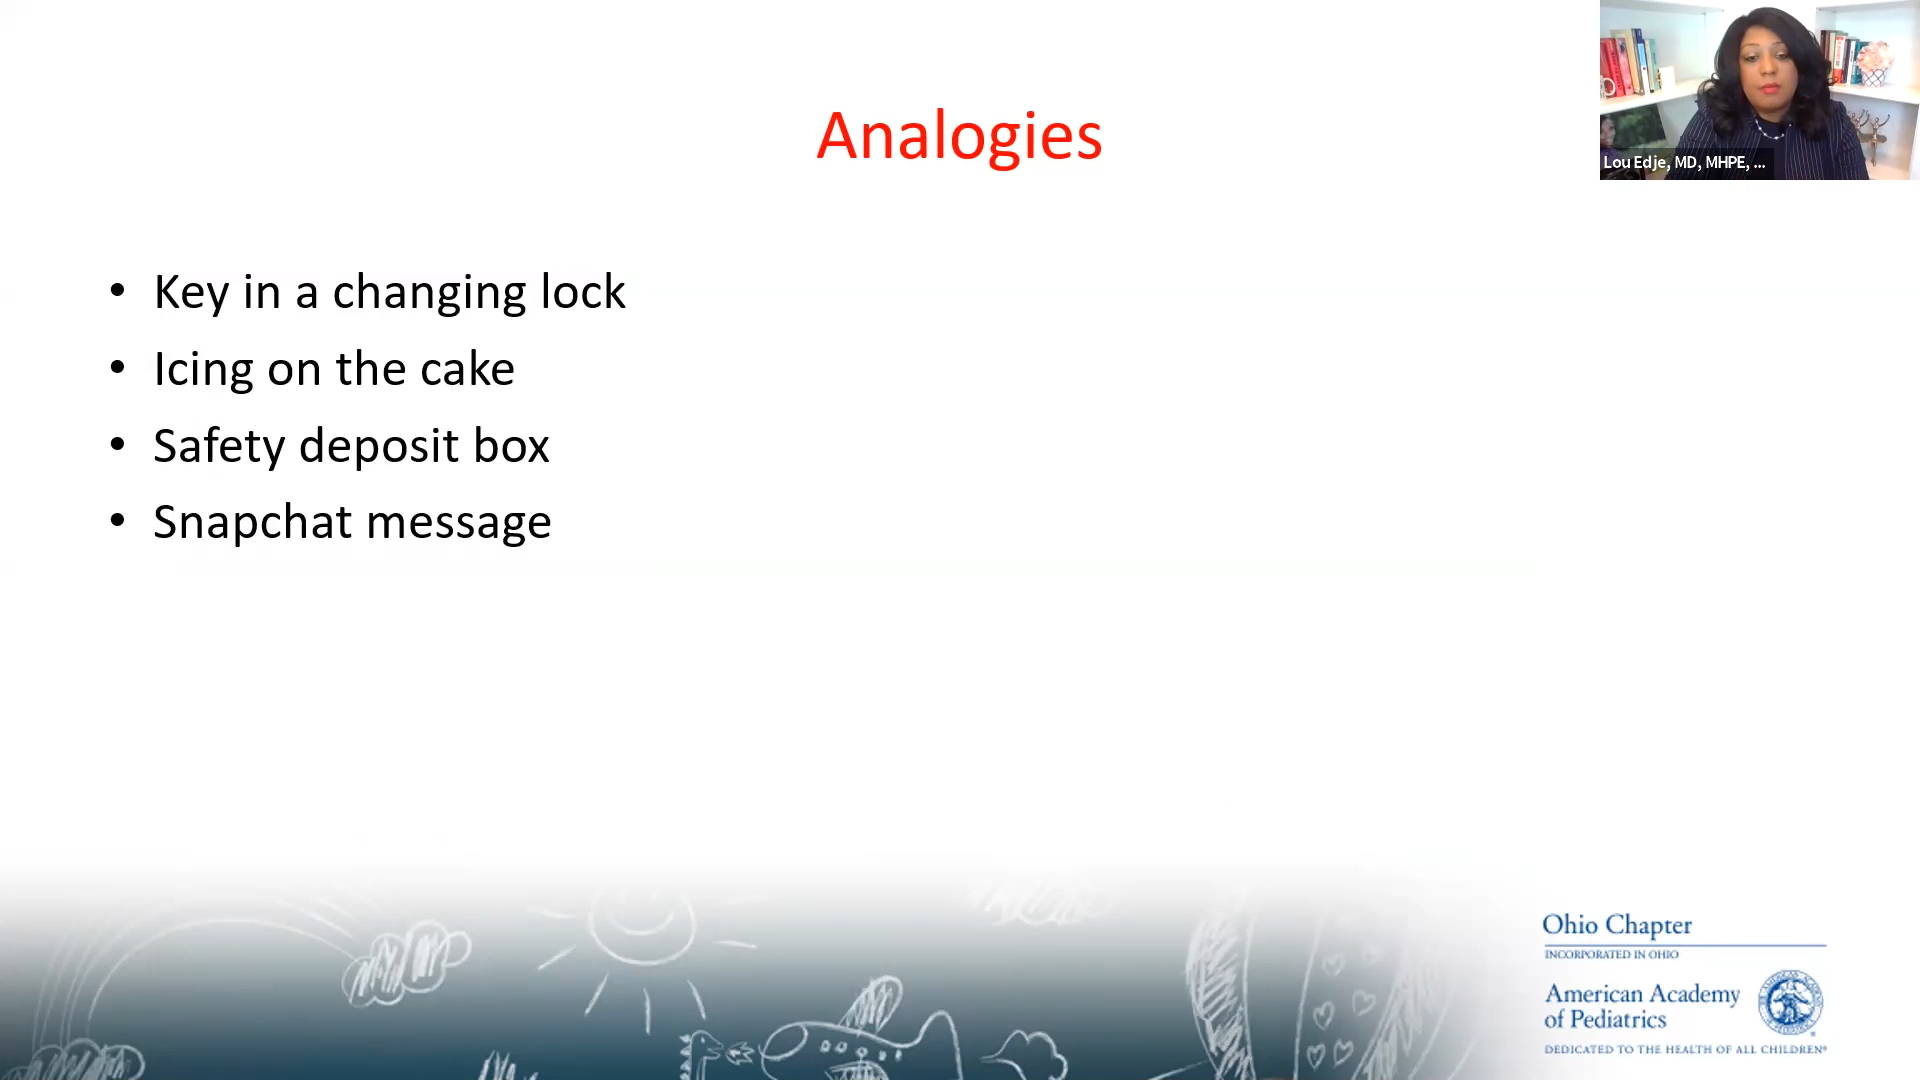 Analogies
Lou Edje, MD, MHPE, ...
• Key in a changing lock
• Icing on the cake
• Safety deposit box
• Snapchat message
Ohio Chapter
INCORPORATED IN OHIO
American Academy
of Pediatrics
DEDICATED TO THE HEALTH OF ALL CHILDREN®